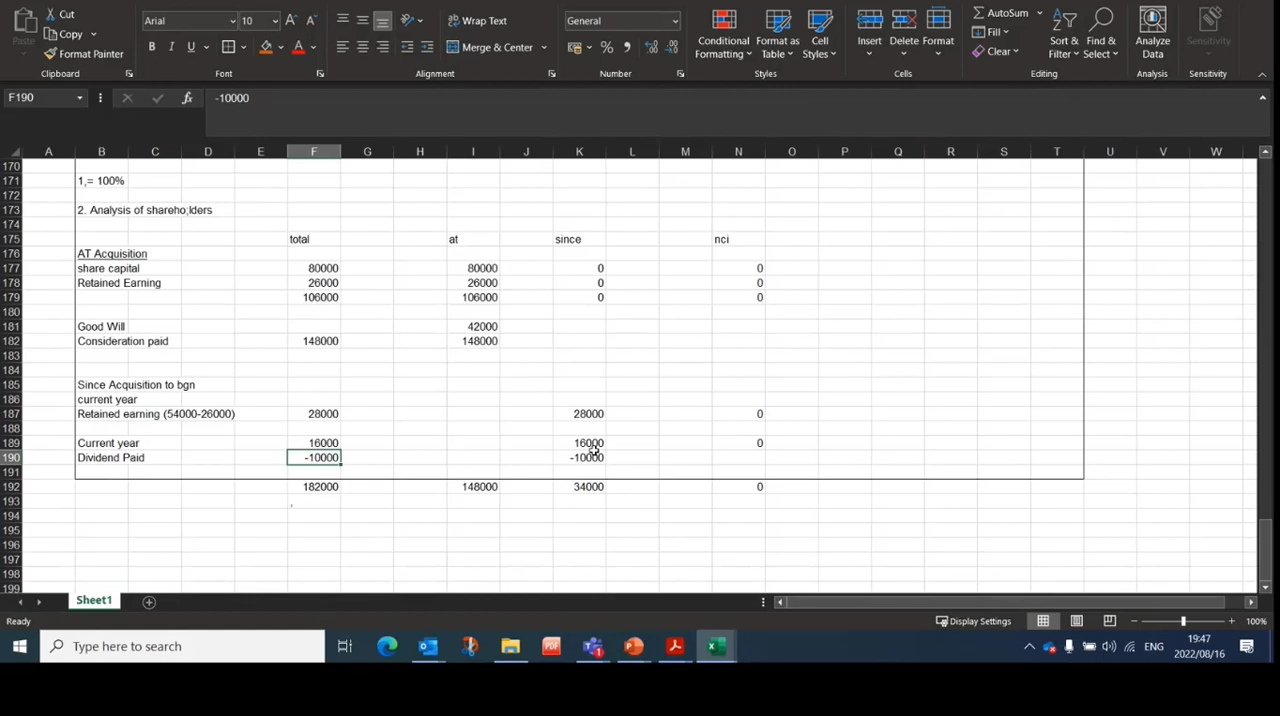 Cut
Copy
Format Painter
Paste
Clipboard
Arial 10
B I U
Font
Wrap Text
Merge & Center
Alignment
General
Number
Conditional Formatting
Format as Table
Cell Styles
Styles
Insert
Delete
Format
Cells
AutoSum
Fill
Clear
Sort & Filter
Find & Select
Editing
Analyze Data
Analysis
Sensitivity
Sensitivity
F190 fx -10000
A B C D E F G H I J K L M N O P Q R S T U V W
170
171 1,= 100%
172
173 2. Analysis of shareho;lders
174
175 total at since nci
176 AT Acquisition
177 share capital 80000 80000 0 0
178 Retained Earning 26000 26000 0 0
179 106000 106000 0 0
180
181 Good Will 42000
182 Consideration paid 148000 148000
183
184
185 Since Acquisition to bgn
186 current year
187 Retained earning (54000-26000) 28000 28000 0
188
189 Current year 16000 16000 0
190 Dividend Paid -10000 -10000
191
192 182000 148000 34000 0
193 ,
194
195
196
197
198
199
Sheet1
Ready
Display Settings
100%
Type here to search
ENG
19:47
2022/08/16